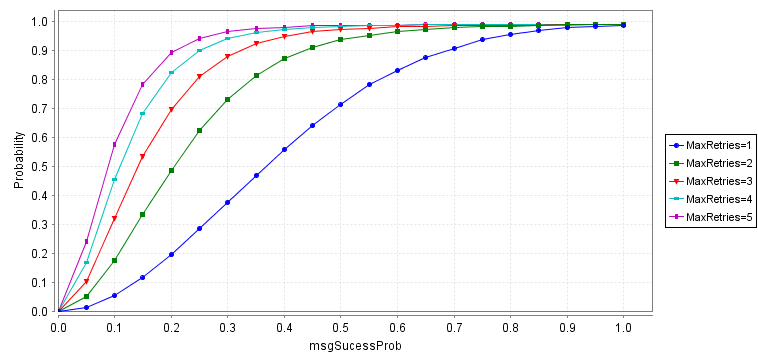 1.0
0.9
0.8
0.7
0.6
0.5
0.4
0.3
0.2
0.1
0.0
Probability
0.0 0.1 0.2 0.3 0.4 0.5 0.6 0.7 0.8 0.9 1.0
msgSucessProb
MaxRetries=1
MaxRetries=2
MaxRetries=3
MaxRetries=4
MaxRetries=5